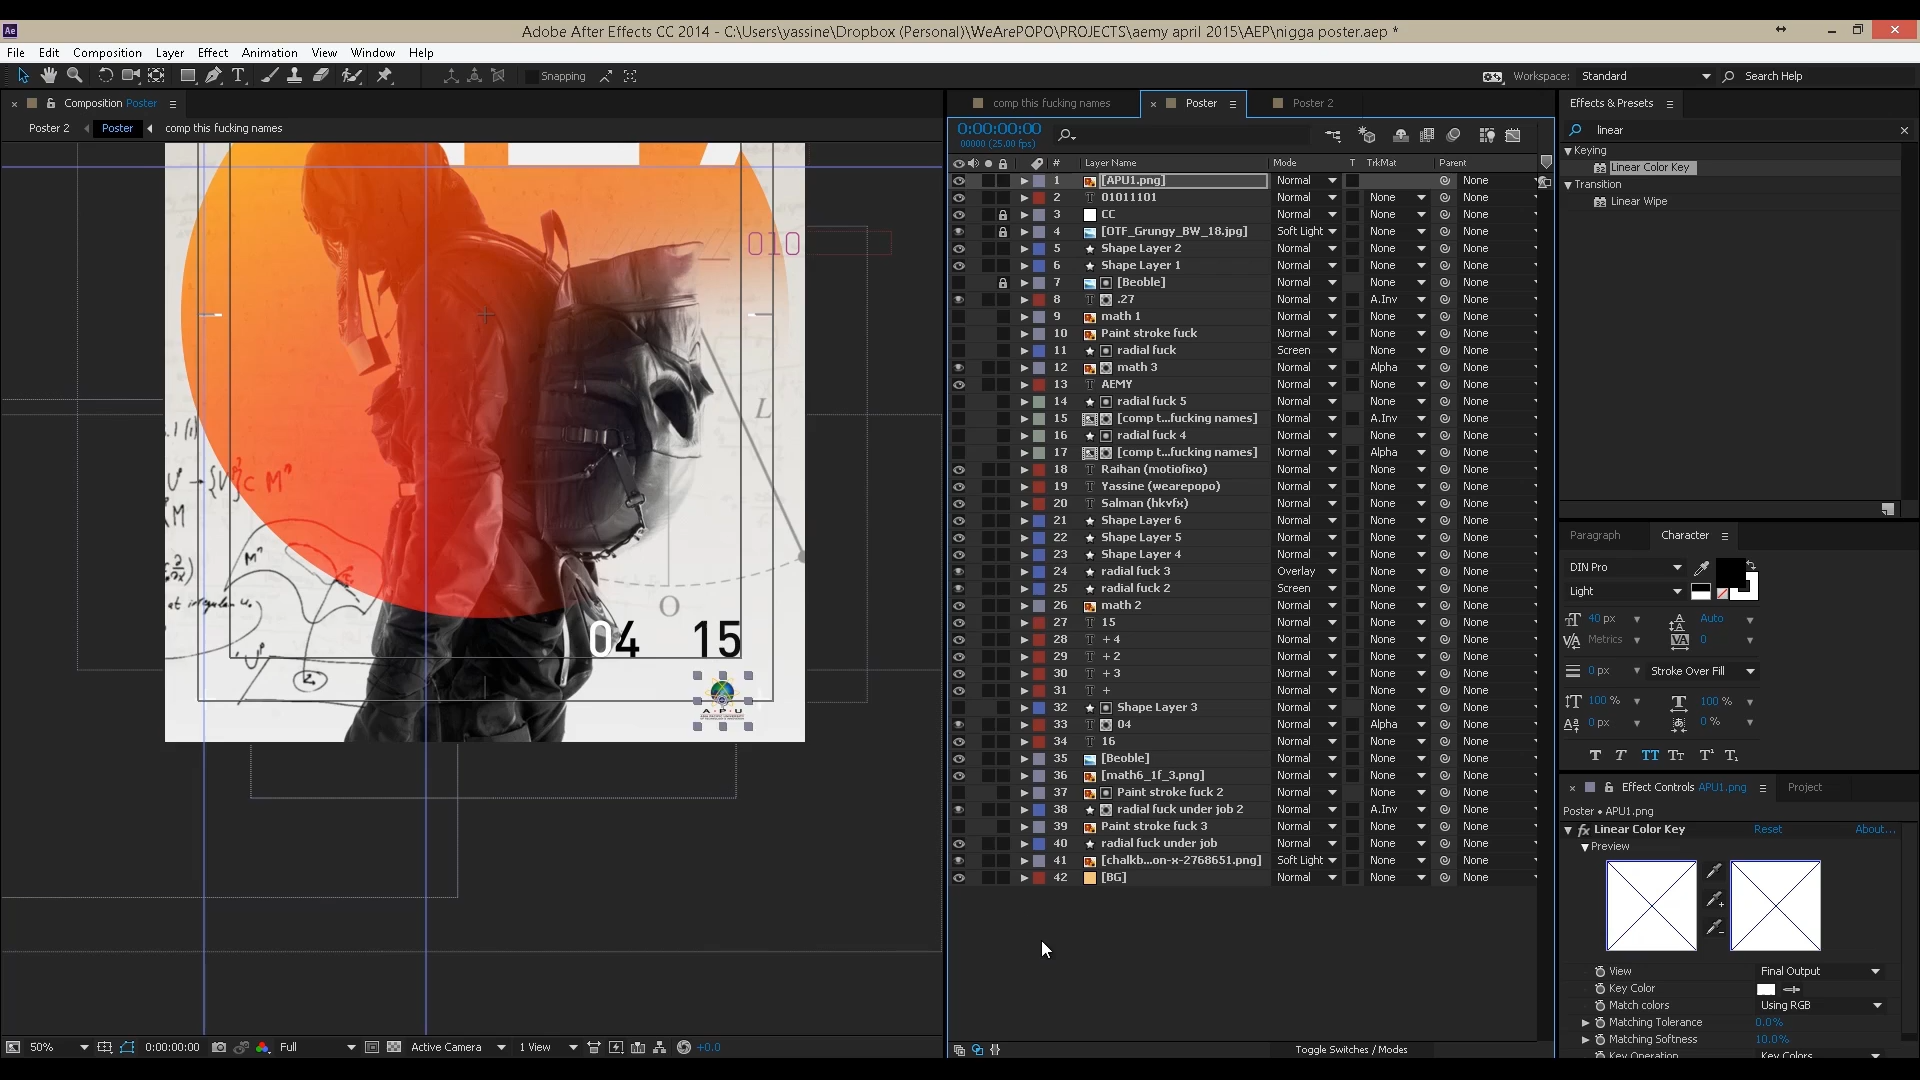 Adobe After Effects CC 2014 - C:\Users\yassine\Dropbox (Personal)\WeArePOPO\PROJECTS\aemy april 2015\AEP\nigga poster.aep *
File Edit Composition Layer Effect Animation View Window Help
Snapping
Workspace: Standard
Search Help
Composition Poster
Poster 2 Poster comp this fucking names
010
L
O
04 15
A·P·U
50% 0:00:00:00 Full Active Camera 1 View +0.0
comp this fucking names Poster Poster 2
0:00:00:00
00000 (25.00 fps)
# Layer Name Mode T TrkMat Parent
1 [APU1.png] Normal None
2 01011101 Normal None None
3 CC Normal None None
4 [OTF_Grungy_BW_18.jpg] Soft Light None None
5 Shape Layer 2 Normal None None
6 Shape Layer 1 Normal None None
7 [Beoble] Normal None None
8 .27 Normal A.Inv None
9 math 1 Normal None None
10 Paint stroke fuck Normal None None
11 radial fuck Screen None None
12 math 3 Normal Alpha None
13 AEMY Normal None None
14 radial fuck 5 Normal None None
15 [comp t...fucking names] Normal A.Inv None
16 radial fuck 4 Normal None None
17 [comp t...fucking names] Normal Alpha None
18 Raihan (motiofixo) Normal None None
19 Yassine (wearepopo) Normal None None
20 Salman (hkvfx) Normal None None
21 Shape Layer 6 Normal None None
22 Shape Layer 5 Normal None None
23 Shape Layer 4 Normal None None
24 radial fuck 3 Overlay None None
25 radial fuck 2 Screen None None
26 math 2 Normal None None
27 15 Normal None None
28 + 4 Normal None None
29 + 2 Normal None None
30 + 3 Normal None None
31 + Normal None None
32 Shape Layer 3 Normal None None
33 04 Normal Alpha None
34 16 Normal None None
35 [Beoble] Normal None None
36 [math6_1f_3.png] Normal None None
37 Paint stroke fuck 2 Normal None None
38 radial fuck under job 2 Normal A.Inv None
39 Paint stroke fuck 3 Normal None None
40 radial fuck under job Normal None None
41 [chalkb...on-x-2768651.png] Soft Light None None
42 [BG] Normal None None
Toggle Switches / Modes
Effects & Presets
linear
Keying
Linear Color Key
Transition
Linear Wipe
Paragraph Character
DIN Pro
Light
40 px Auto
Metrics 0
0 px Stroke Over Fill
100 % 100 %
0 px 0 %
Effect Controls APU1.png Project
Poster • APU1.png
fx Linear Color Key Reset About...
Preview
View Final Output
Key Color
Match colors Using RGB
Matching Tolerance 0.0%
Matching Softness 10.0%
Key Operation Key Colors